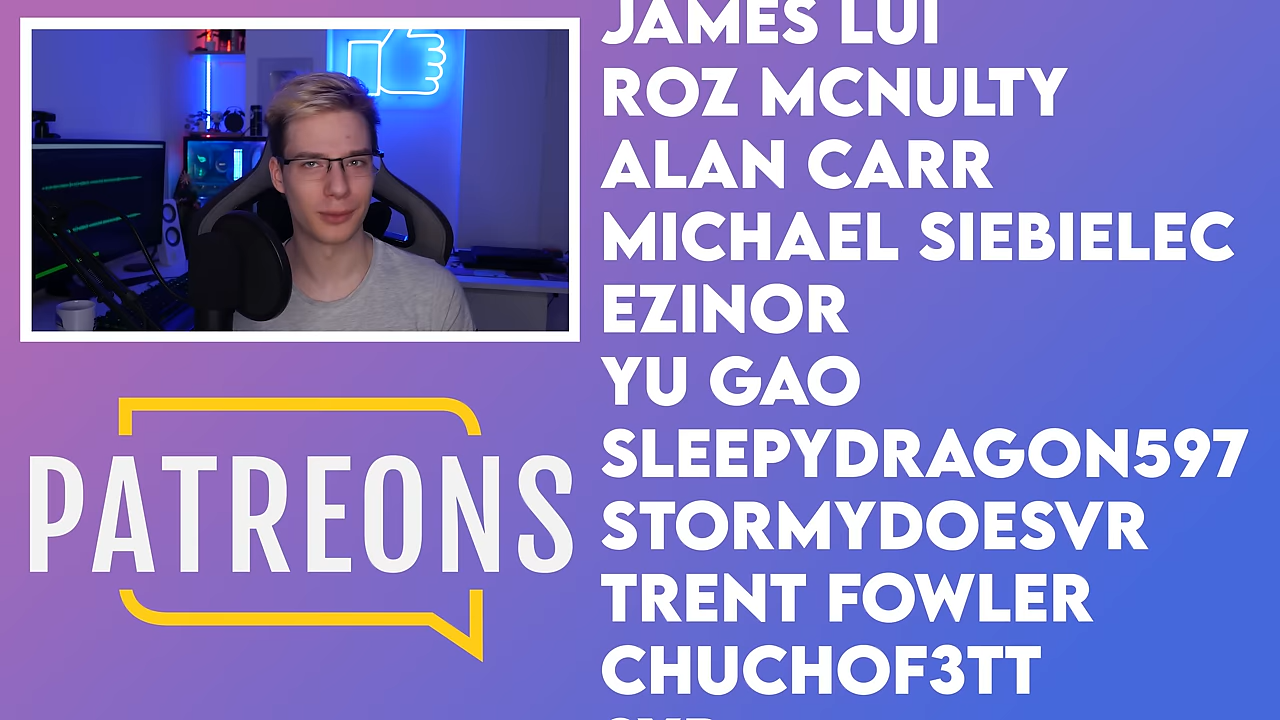 JAMES LUI
ROZ MCNULTY
ALAN CARR
MICHAEL SIEBIELEC
EZINOR
YU GAO
SLEEPYDRAGON597
STORMYDOESVR
TRENT FOWLER
CHUCHOF3TT
PATREONS